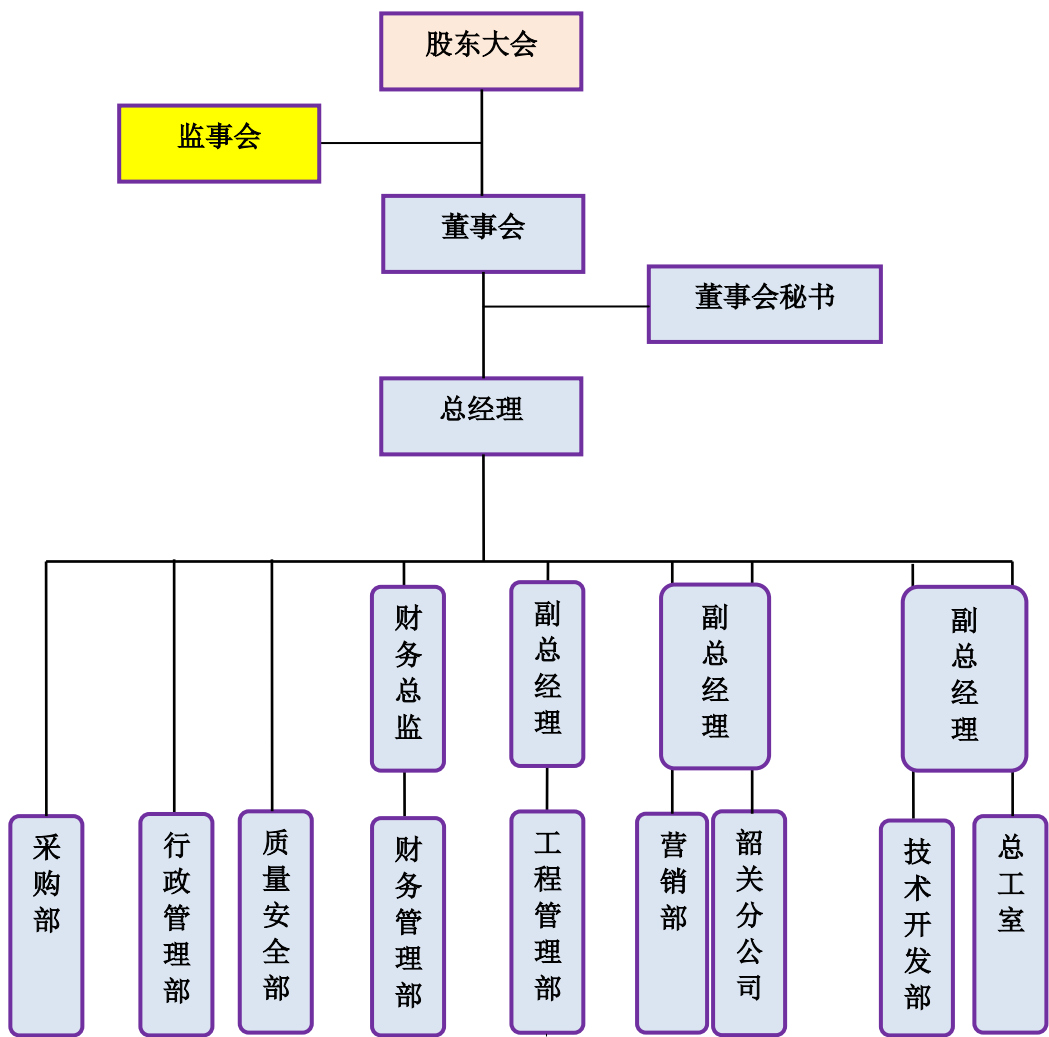 股东大会
监事会
董事会
董事会秘书
总经理
财务总监
副总经理
副总经理
副总经理
采购部
行政管理部
质量安全部
财务管理部
工程管理部
营销部
韶关分公司
技术开发部
总工室